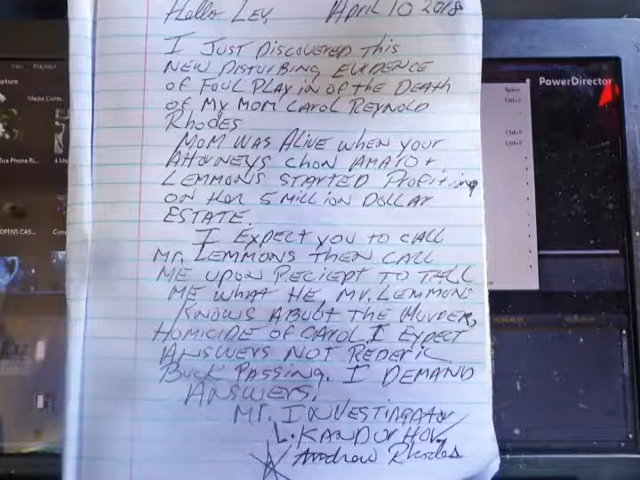 Hello Lev, April 10 2018
I JUST DISCOVERED THIS
NEW DISTURBING EVIDENCE
OF FOUL PLAY IN OF THE DEATH
OF MY MOM CAROL REYNOLD
RHODES
MOM WAS ALIVE WHEN YOUR
ATTORNEYS CHON AMATO +
LEMMONS STARTED PROFITING
ON HER 5 MILLION DOLLAR
ESTATE.
I EXPECT YOU TO CALL
MR. LEMMONS THEN CALL
ME UPON RECIEPT TO TELL
ME WHAT HE, MR. LEMMONS
KNOWS ABOUT THE MURDER,
HOMICIDE OF CAROL. I EXPECT
ANSWERS NOT
BUCK PASSING. I DEMAND
ANSWERS.
MR. INVESTIGATOR
L. KANDORHOV
Andrew Rhodes
PowerDirector
Media Conte